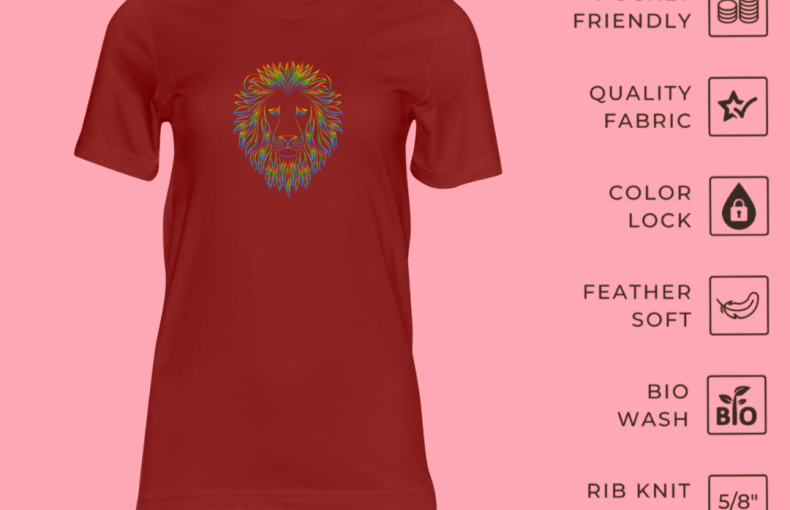 FRIENDLY
QUALITY
FABRIC
COLOR
LOCK
FEATHER
SOFT
BIO
WASH
BIO
RIB KNIT
5/8"